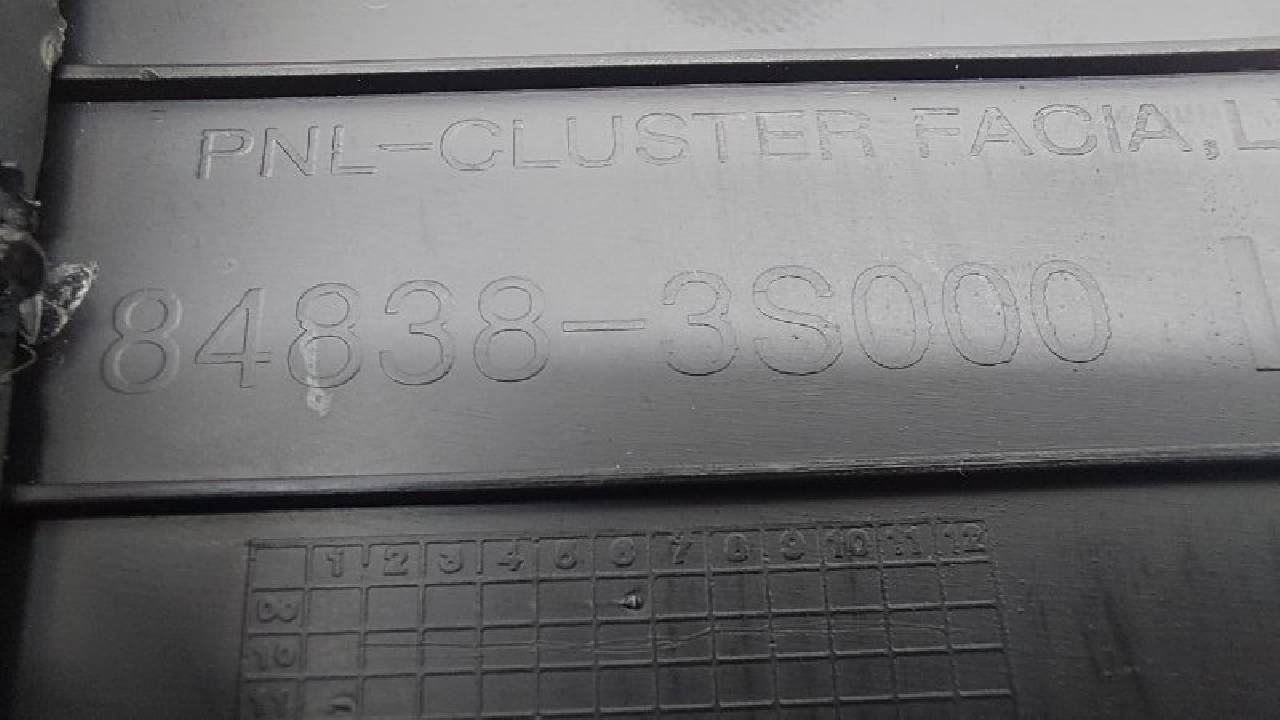 PNL-CLUSTER FACIA, L
84838-3S000 L
1 2 3 4 5 6 7 8 9 10 11 12
10
11